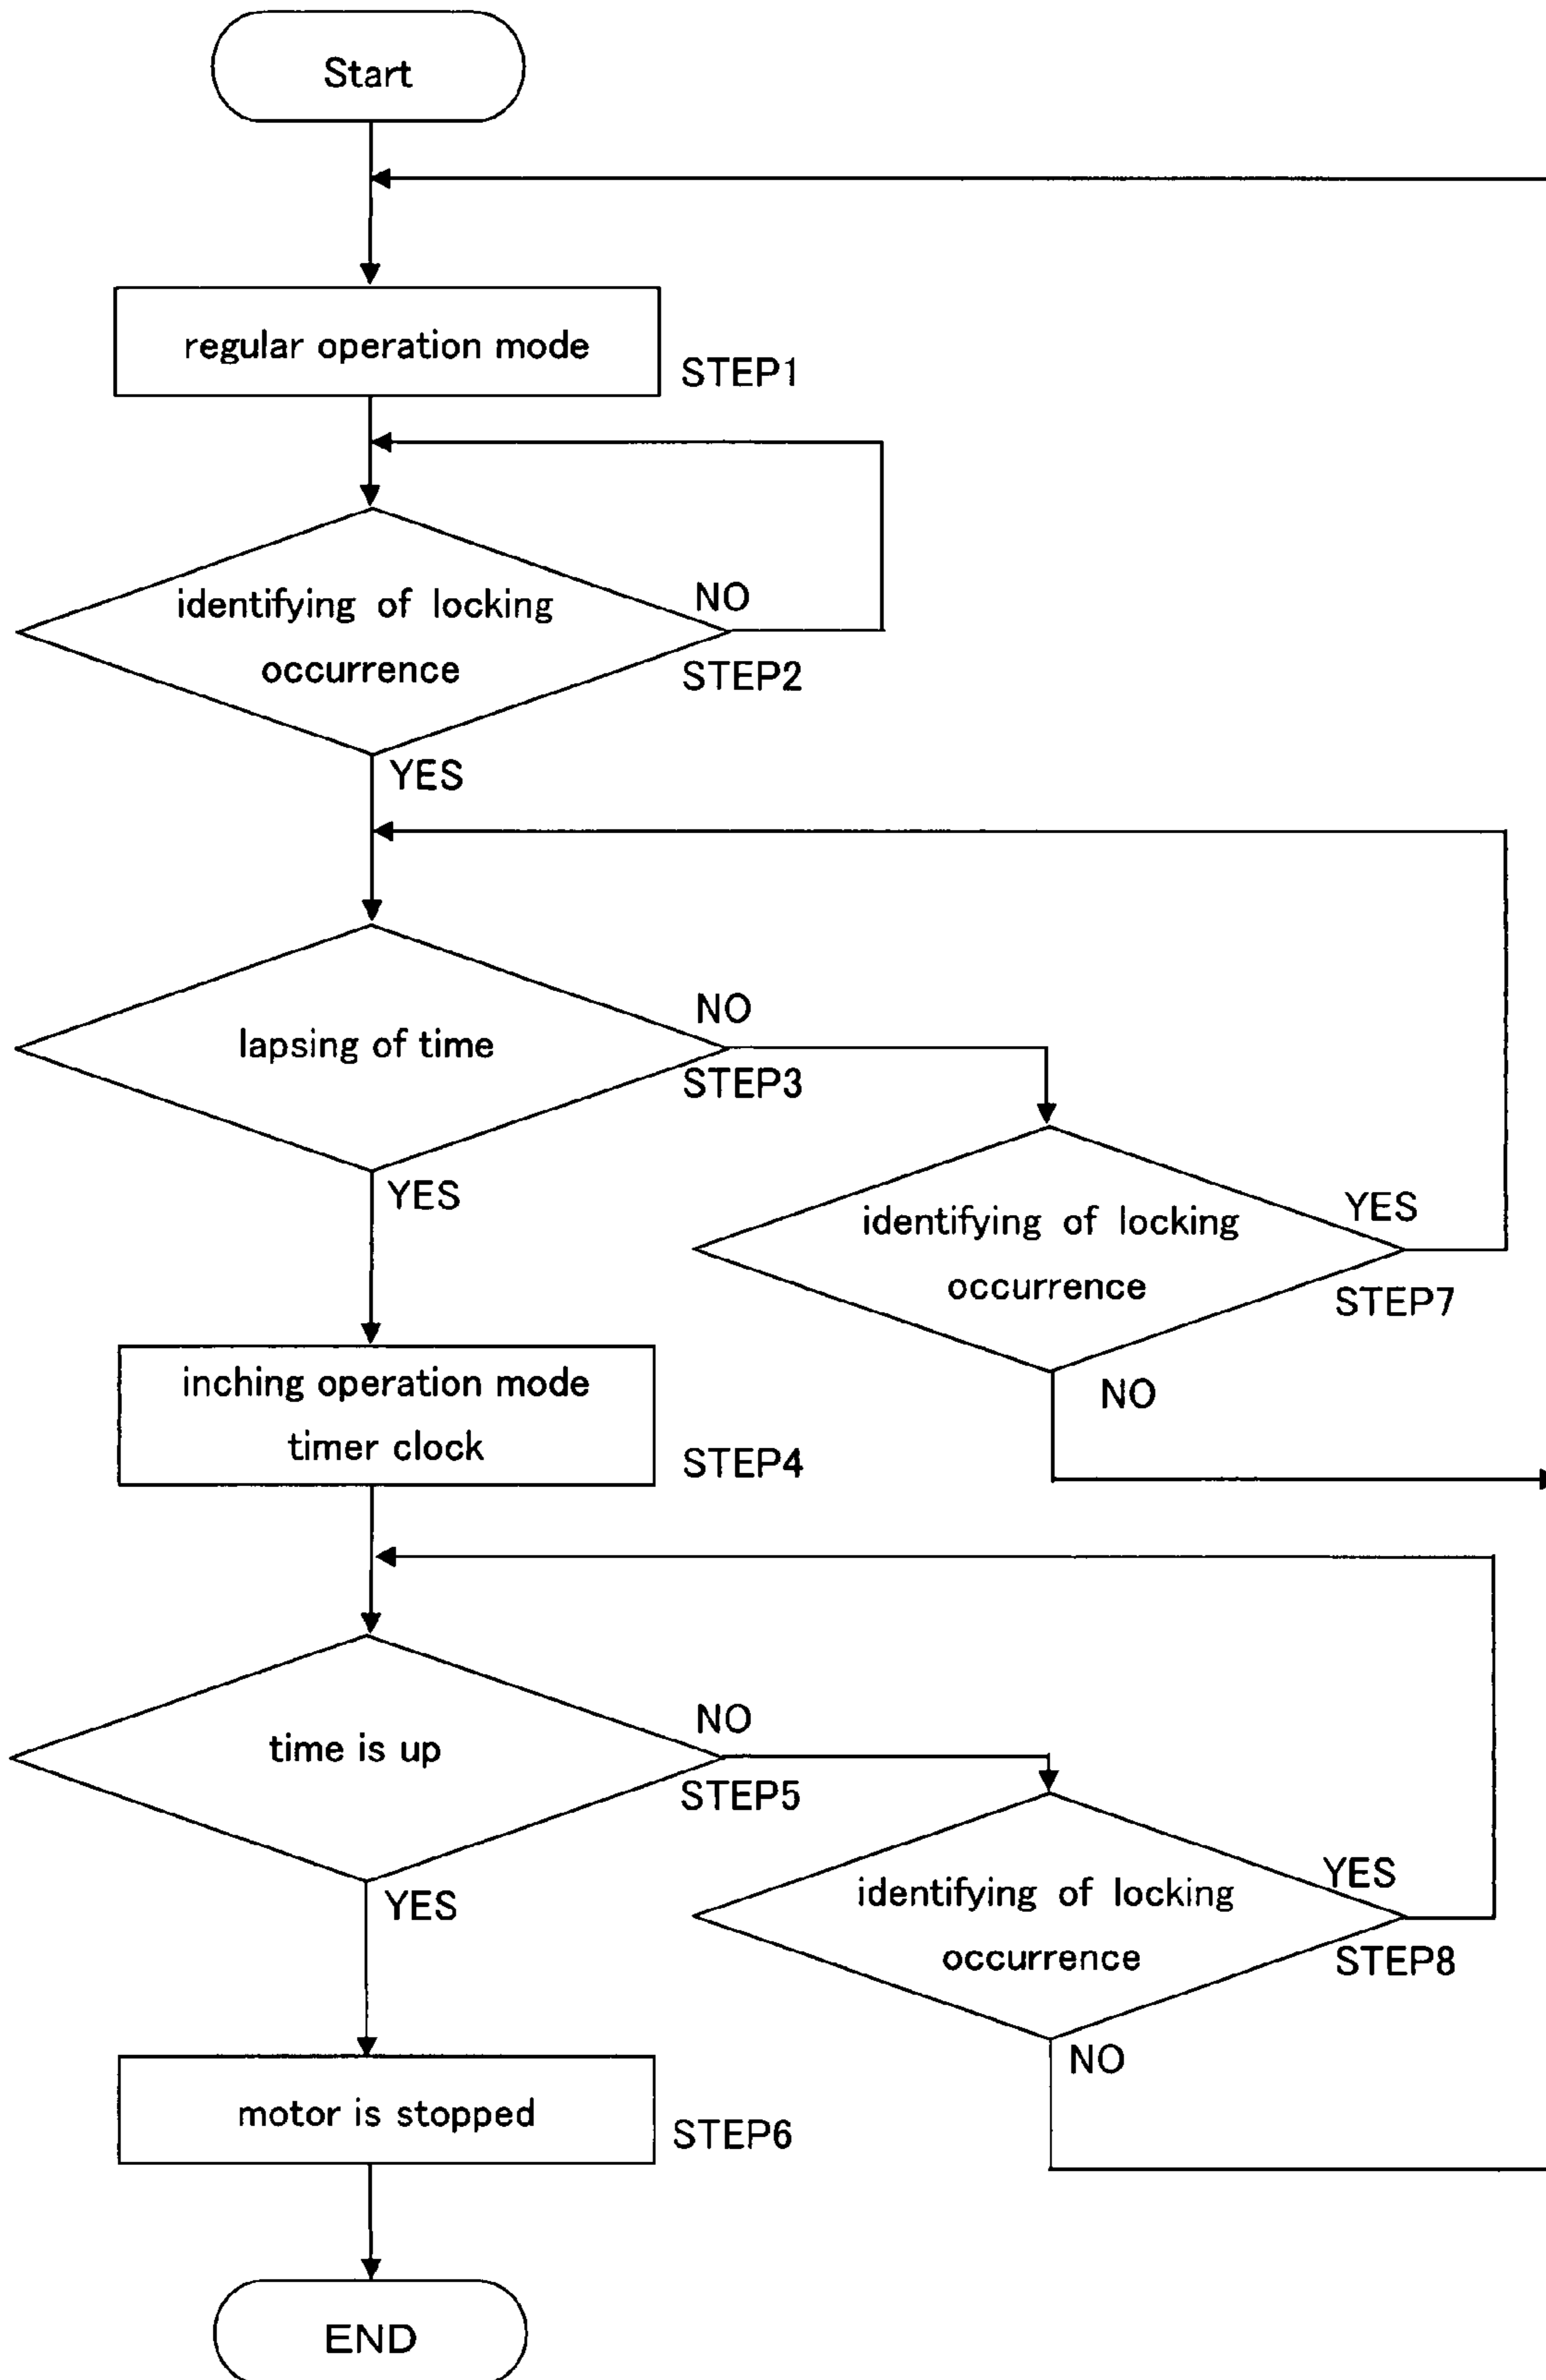 Start
regular operation mode
STEP1
identifying of locking
occurrence
NO
STEP2
YES
lapsing of time
NO
STEP3
YES
identifying of locking
occurrence
YES
STEP7
NO
inching operation mode
timer clock
STEP4
time is up
NO
STEP5
YES
identifying of locking
occurrence
YES
STEP8
NO
motor is stopped
STEP6
END